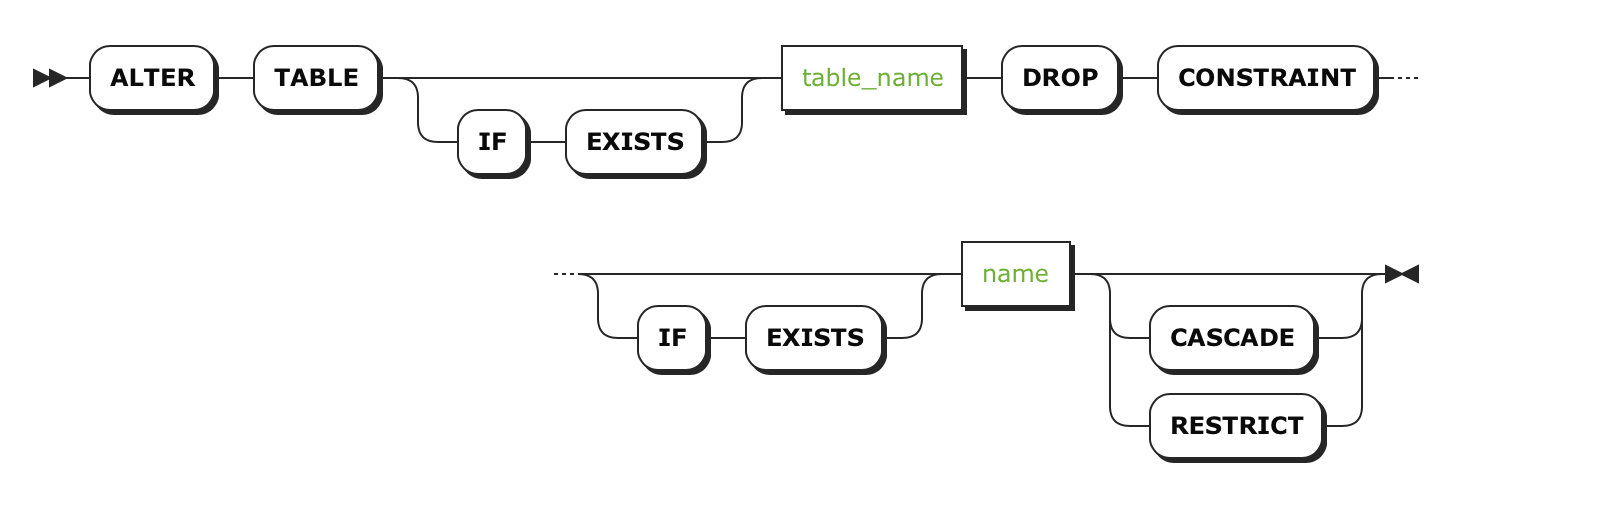 ALTER TABLE table_name DROP CONSTRAINT
IF EXISTS
name
IF EXISTS CASCADE
RESTRICT